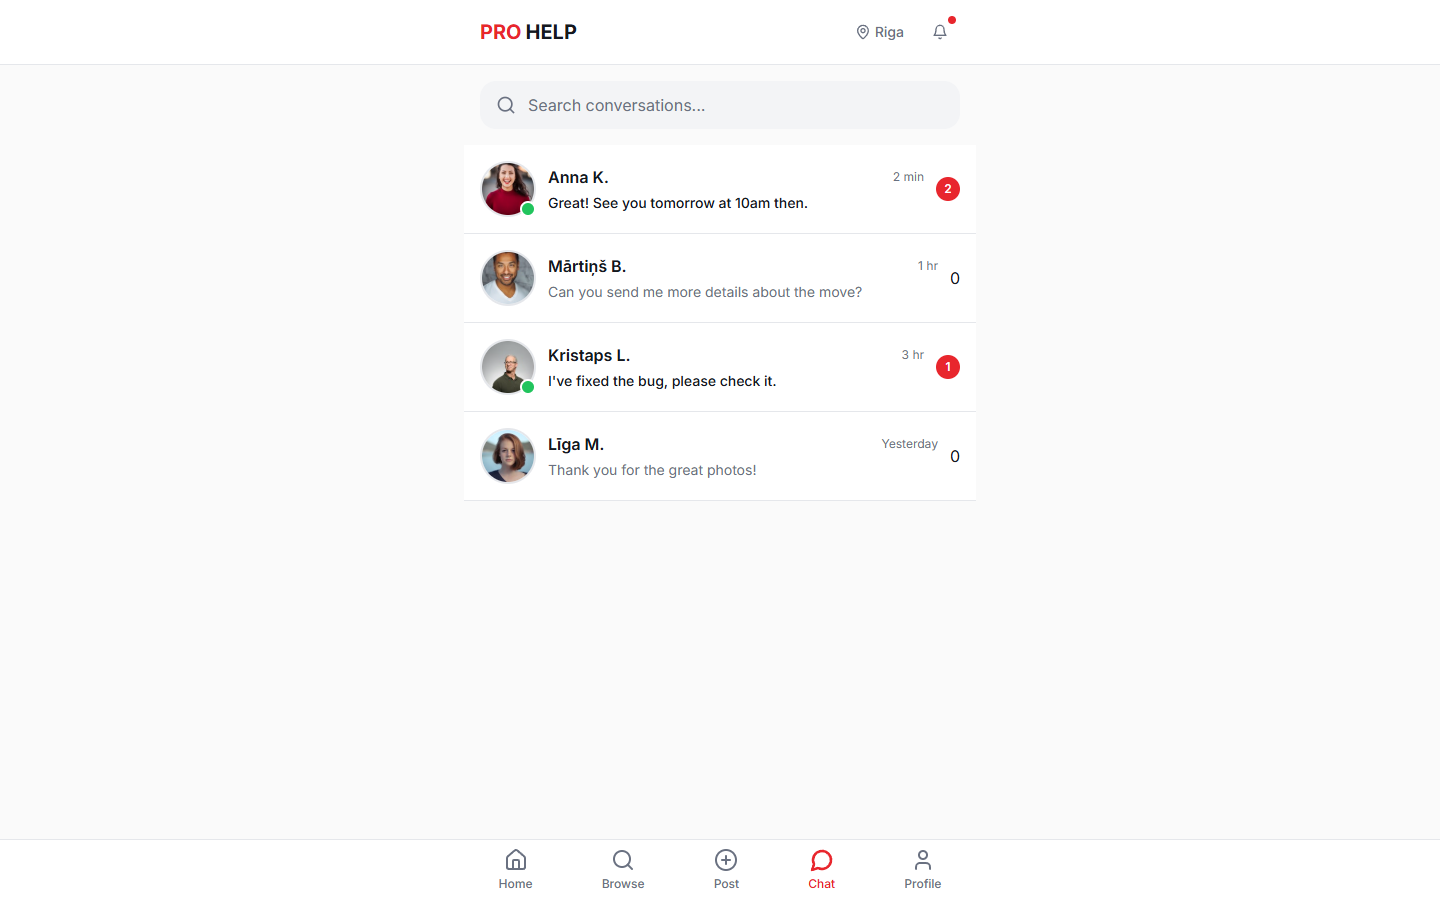 PRO HELP
Riga
Search conversations...
Anna K.
2 min
2
Great! See you tomorrow at 10am then.
Mārtiņš B.
1 hr
0
Can you send me more details about the move?
Kristaps L.
3 hr
1
I've fixed the bug, please check it.
Līga M.
Yesterday
0
Thank you for the great photos!
Home
Browse
Post
Chat
Profile